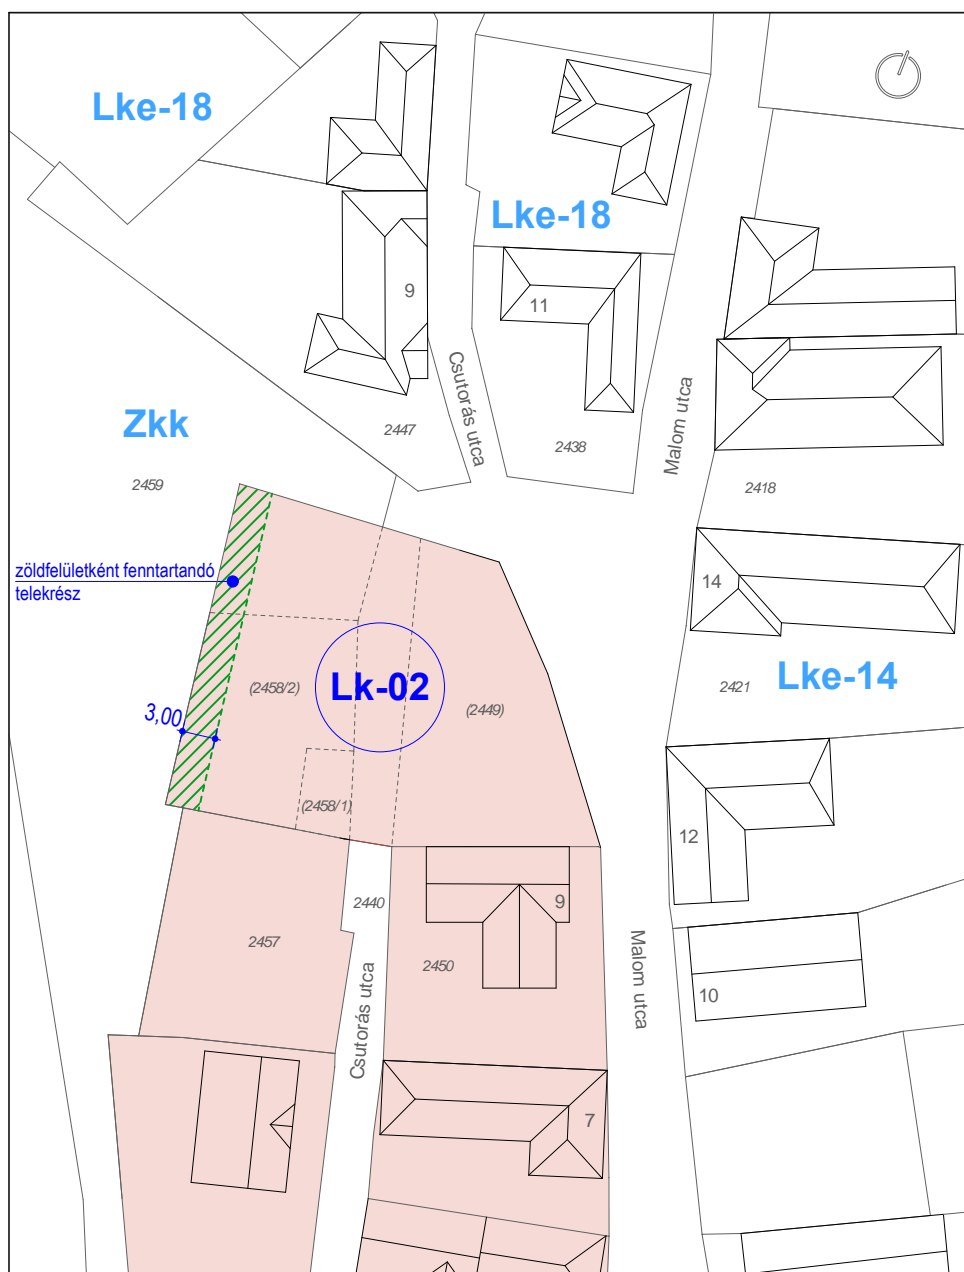 Lke-18
Lke-18
9
11
Csutorás utca
Malom utca
Zkk
2447
2438
2459
2418
zöldfelületként fenntartandó
telekrész
14
(2458/2)
Lk-02
(2449)
2421
Lke-14
3,00
(2458/1)
12
2440
9
2457
2450
Csutorás utca
Malom utca
10
7